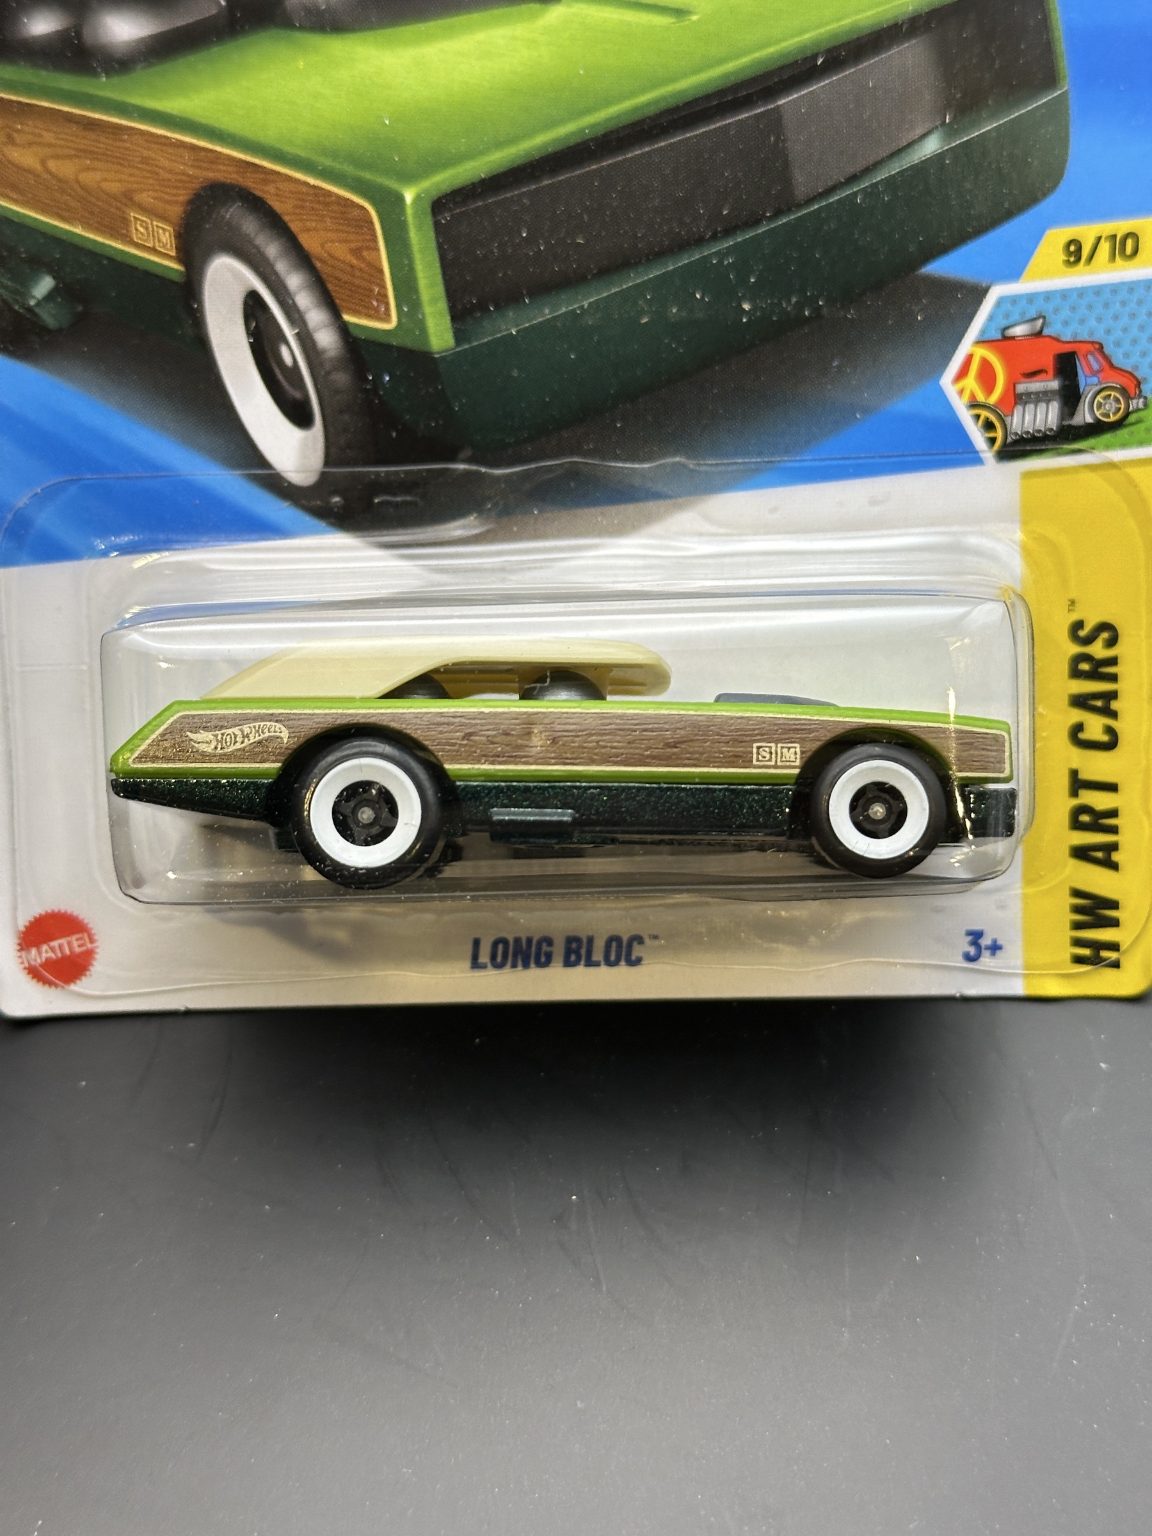 S M
9/10
HOT WHEELS
S M
HW ART CARS™
MATTEL
LONG BLOC™
3+